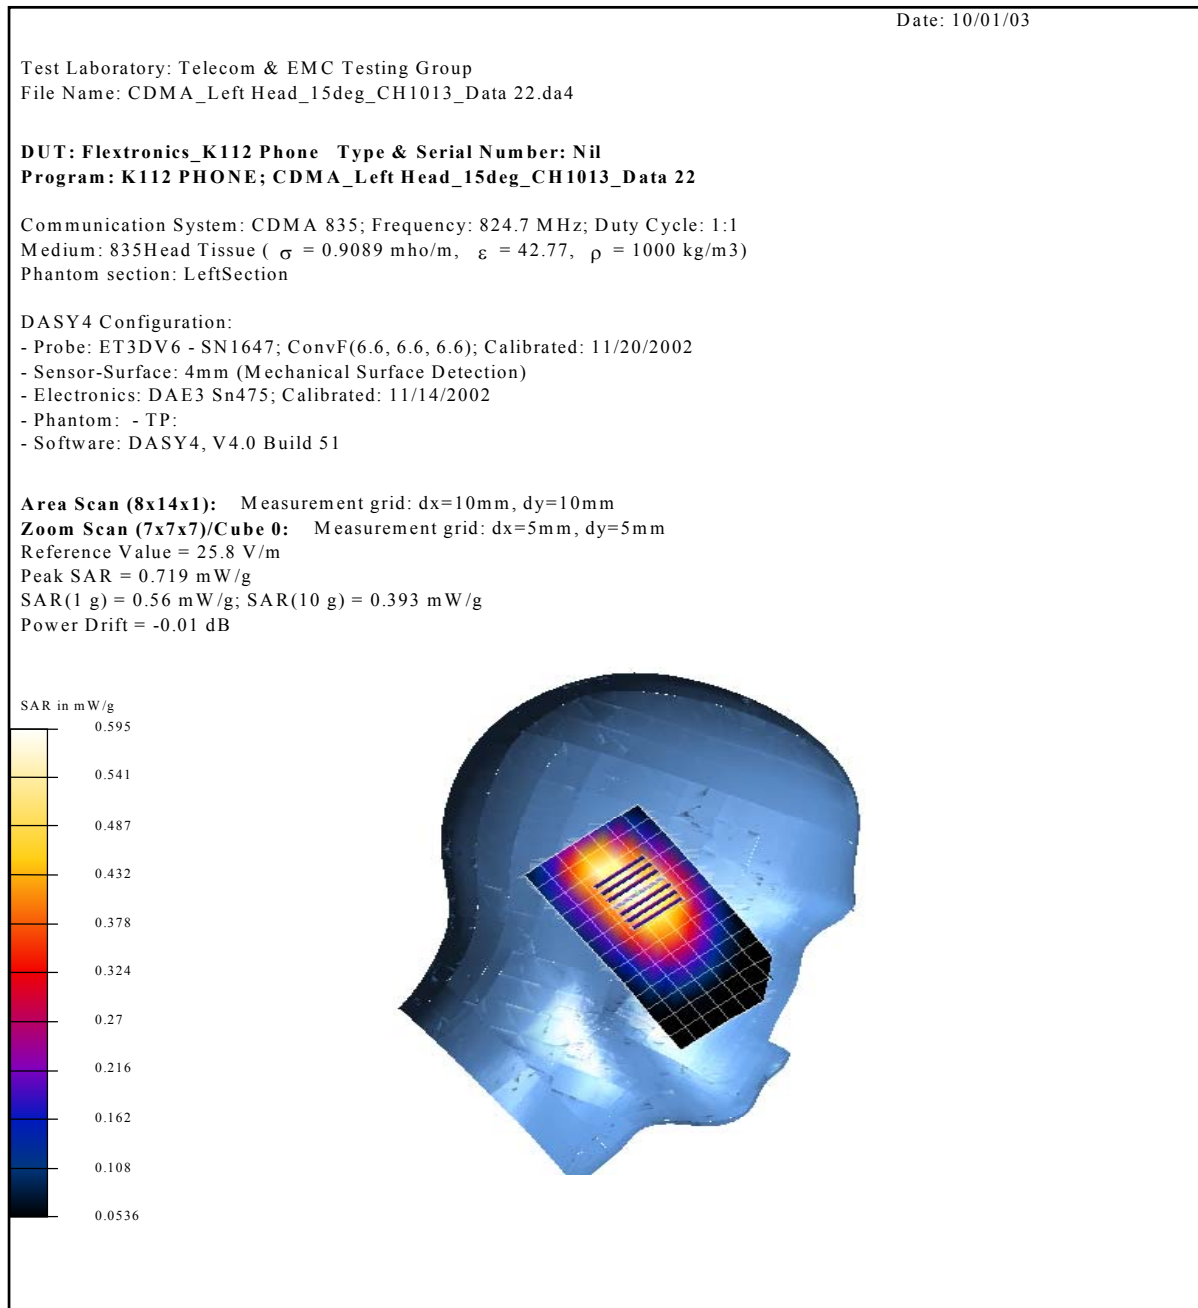 Date: 10/01/03
Test Laboratory: Telecom & EMC Testing Group
File Name: CDMA_Left Head_15deg_CH1013_Data 22.da4
DUT: Flextronics_K112 Phone Type & Serial Number: Nil
Program: K112 PHONE; CDMA_Left Head_15deg_CH1013_Data 22
Communication System: CDMA 835; Frequency: 824.7 MHz; Duty Cycle: 1:1
Medium: 835Head Tissue ( σ = 0.9089 mho/m, ε = 42.77, ρ = 1000 kg/m3)
Phantom section: LeftSection
DASY4 Configuration:
- Probe: ET3DV6 - SN1647; ConvF(6.6, 6.6, 6.6); Calibrated: 11/20/2002
- Sensor-Surface: 4mm (Mechanical Surface Detection)
- Electronics: DAE3 Sn475; Calibrated: 11/14/2002
- Phantom: - TP:
- Software: DASY4, V4.0 Build 51
Area Scan (8x14x1): Measurement grid: dx=10mm, dy=10mm
Zoom Scan (7x7x7)/Cube 0: Measurement grid: dx=5mm, dy=5mm
Reference Value = 25.8 V/m
Peak SAR = 0.719 mW/g
SAR(1 g) = 0.56 mW/g; SAR(10 g) = 0.393 mW/g
Power Drift = -0.01 dB
SAR in mW/g
0.595
0.541
0.487
0.432
0.378
0.324
0.27
0.216
0.162
0.108
0.0536